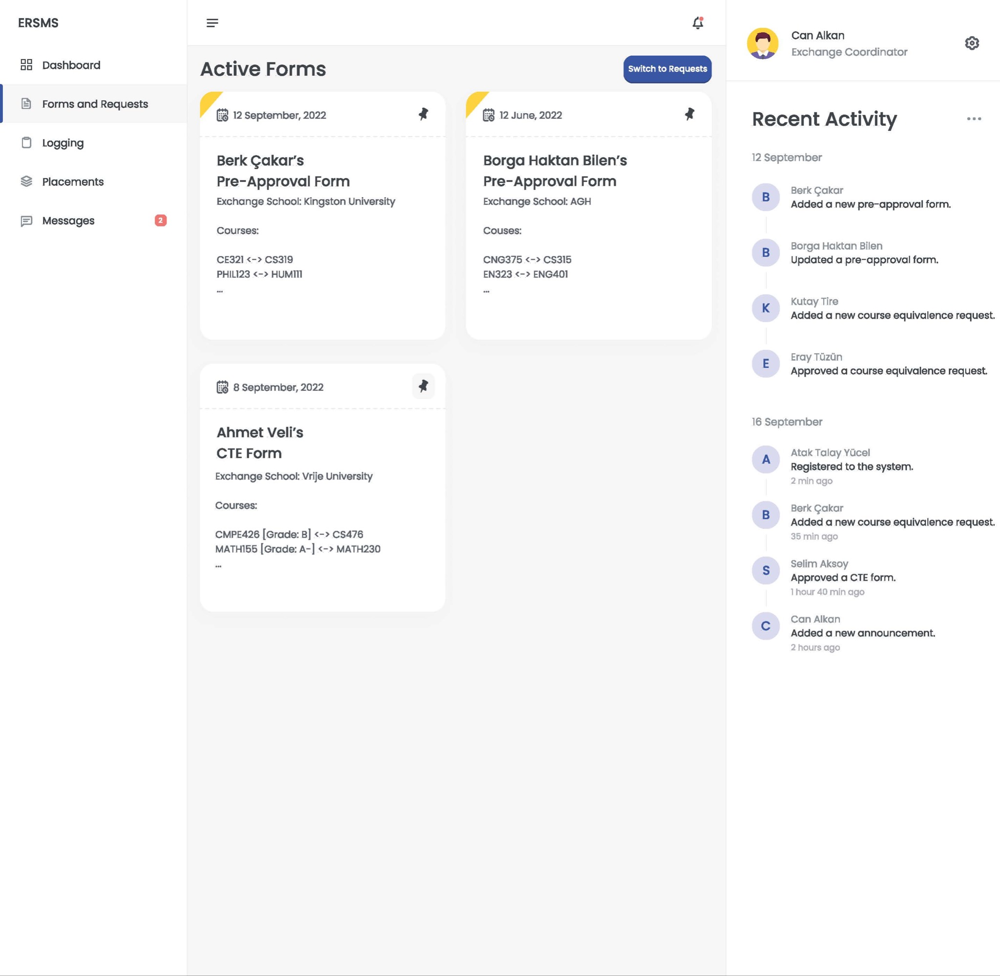 ERSMS
Dashboard
Forms and Requests
Logging
Placements
Messages
2
Active Forms
Switch to Requests
12 September, 2022
Berk Çakar’s
Pre-Approval Form
Exchange School: Kingston University
Courses:
CE321 <-> CS319
PHIL123 <-> HUM111
...
12 June, 2022
Borga Haktan Bilen’s
Pre-Approval Form
Exchange School: AGH
Couses:
CNG375 <-> CS315
EN323 <-> ENG401
...
8 September, 2022
Ahmet Veli’s
CTE Form
Exchange School: Vrije University
Courses:
CMPE426 [Grade: B] <-> CS476
MATH155 [Grade: A-] <-> MATH230
...
Can Alkan
Exchange Coordinator
Recent Activity
12 September
B
Berk Çakar
Added a new pre-approval form.
B
Borga Haktan Bilen
Updated a pre-approval form.
K
Kutay Tire
Added a new course equivalence request.
E
Eray Tüzün
Approved a course equivalence request.
16 September
A
Atak Talay Yücel
Registered to the system.
2 min ago
B
Berk Çakar
Added a new course equivalence request.
35 min ago
S
Selim Aksoy
Approved a CTE form.
1 hour 40 min ago
C
Can Alkan
Added a new announcement.
2 hours ago